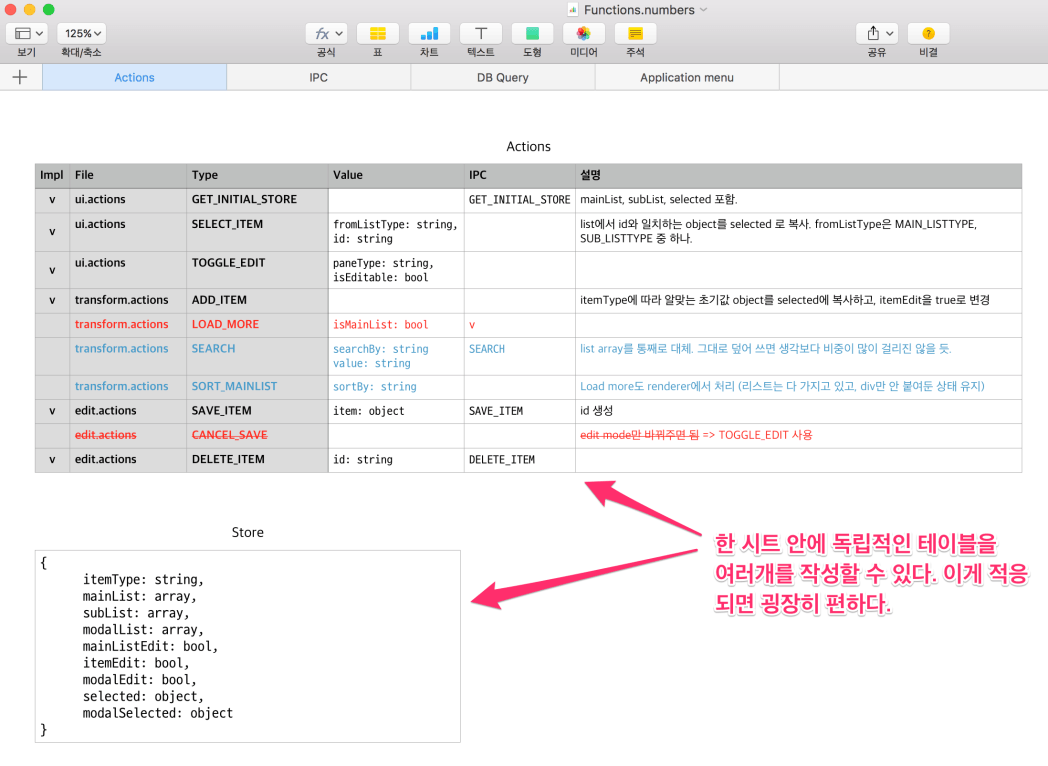 Functions.numbers
125%
보기 확대/축소 공식 표 차트 텍스트 도형 미디어 주석 공유 비결
Actions IPC DB Query Application menu
Actions
Impl File Type Value IPC 설명
v ui.actions GET_INITIAL_STORE GET_INITIAL_STORE mainList, subList, selected 포함.
v ui.actions SELECT_ITEM fromListType: string, id: string list에서 id와 일치하는 object를 selected 로 복사. fromListType은 MAIN_LISTTYPE, SUB_LISTTYPE 중 하나.
v ui.actions TOGGLE_EDIT paneType: string, isEditable: bool
v transform.actions ADD_ITEM itemType에 따라 알맞는 초기값 object를 selected에 복사하고, itemEdit을 true로 변경
transform.actions LOAD_MORE isMainList: bool v
transform.actions SEARCH searchBy: string value: string SEARCH list array를 통째로 대체. 그대로 덮어 쓰면 생각보다 비중이 많이 걸리진 않을 듯.
transform.actions SORT_MAINLIST sortBy: string Load more도 renderer에서 처리 (리스트는 다 가지고 있고, div만 안 붙여둔 상태 유지)
v edit.actions SAVE_ITEM item: object SAVE_ITEM id 생성
edit.actions CANCEL_SAVE edit mode만 바꿔주면 됨 => TOGGLE_EDIT 사용
v edit.actions DELETE_ITEM id: string DELETE_ITEM
Store
{
itemType: string,
mainList: array,
subList: array,
modalList: array,
mainListEdit: bool,
itemEdit: bool,
modalEdit: bool,
selected: object,
modalSelected: object
}
한 시트 안에 독립적인 테이블을
여러개를 작성할 수 있다. 이게 적응
되면 굉장히 편하다.